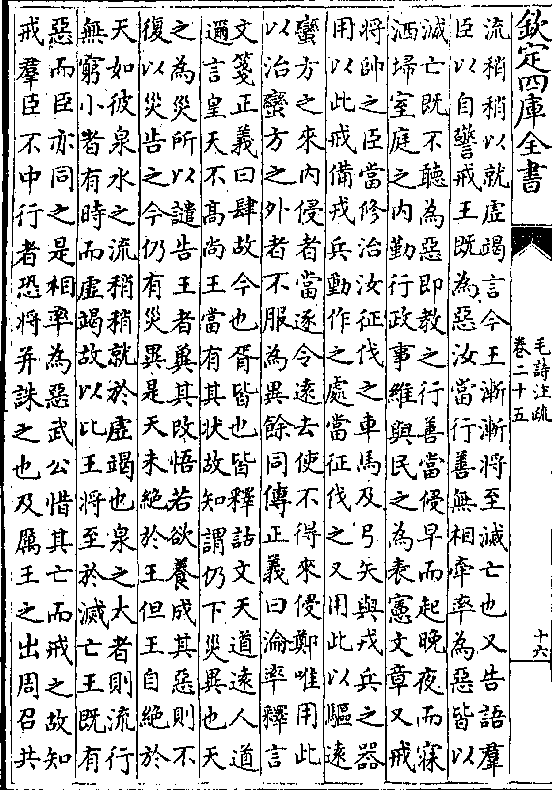 欽定四庫全書
毛詩注疏
卷二十五
十六
流稍稍以就虛竭言今王漸漸將至滅亡也又告語羣
臣以自警戒王既為惡汝當行善無相牽率為惡皆以
滅亡既不聽為惡即教之行善當侵早而起晚夜而寐
洒埽室庭之內勤行政事維與民之為表憲文章又戒
將帥之臣當修治汝征伐之車馬及弓矢與戎兵之器
用以此戒備戎兵動作之處當征伐之又用此以驅逺
蠻方之來內侵者當逐令逺去使不得來侵鄭唯用此
以治蠻方之外者不服為異餘同傳正義曰淪率釋言
文箋正義曰肆故今也胥皆也皆釋詁文天道逺人道
邇言皇天不髙尚王當有其狀故知謂仍下災異也天
之為災所以譴告王者冀其改悟若欲養成其惡則不
復以災告之今仍有災異是天未絶於王但王自絶於
天如彼泉水之流稍稍就於虛竭也泉之大者則流行
無窮小者有時而虛竭故以比王將至於滅亡王既有
惡而臣亦同之是相率為惡武公惜其亡而戒之故知
戒羣臣不中行者恐將并誅之也及厲王之出周召共